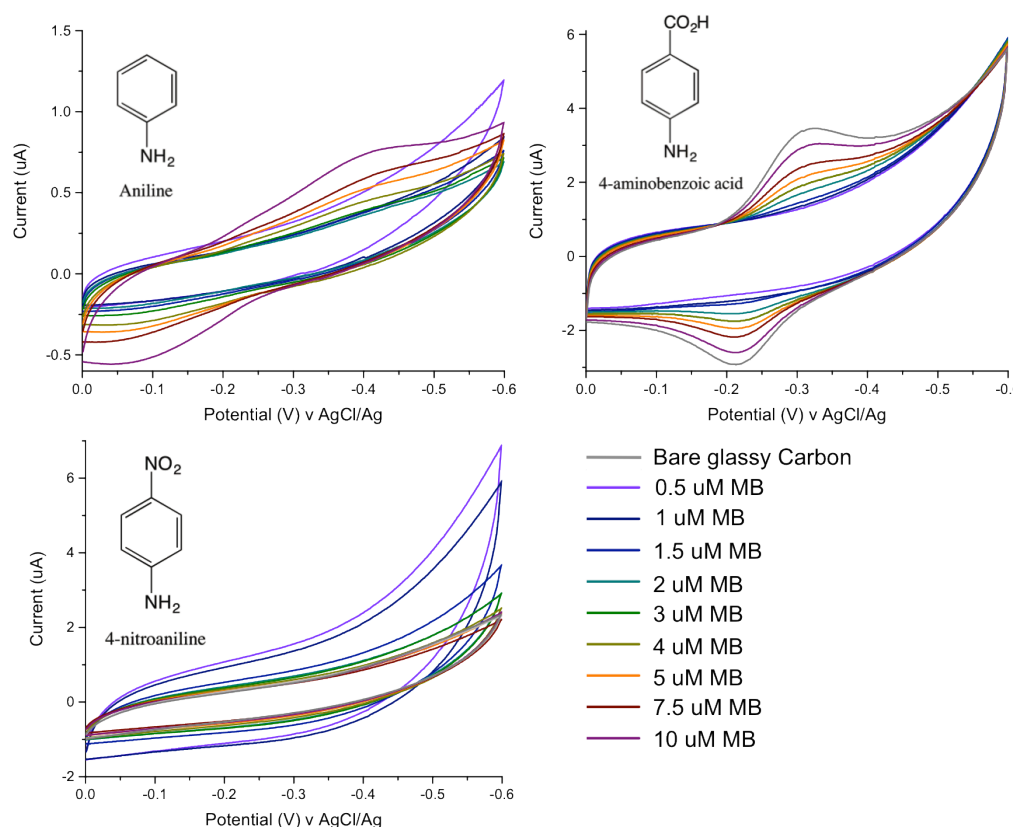 1.5
1.0
0.5
0.0
-0.5
Current (uA)
NH2
Aniline
0.0 -0.1 -0.2 -0.3 -0.4 -0.5 -0.6
Potential (V) v AgCl/Ag
6
4
2
0
-2
Current (uA)
CO2H
NH2
4-aminobenzoic acid
0.0 -0.1 -0.2 -0.3 -0.4 -0.5 -0.
Potential (V) v AgCl/Ag
6
4
2
0
-2
Current (uA)
NO2
NH2
4-nitroaniline
0.0 -0.1 -0.2 -0.3 -0.4 -0.5 -0.6
Potential (V) v AgCl/Ag
Bare glassy Carbon
0.5 uM MB
1 uM MB
1.5 uM MB
2 uM MB
3 uM MB
4 uM MB
5 uM MB
7.5 uM MB
10 uM MB